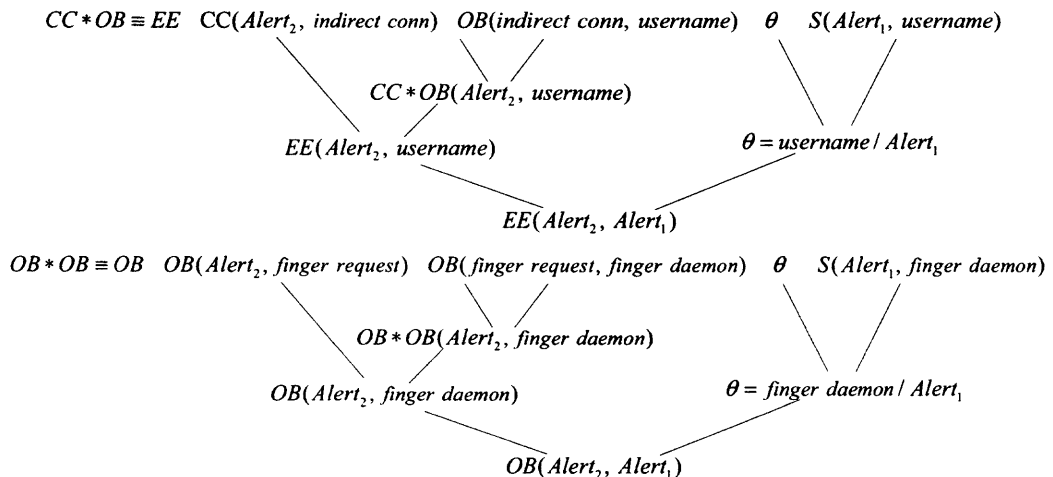 CC * OB ≡ EE CC(Alert₂, indirect conn) OB(indirect conn, username) θ S(Alert₁, username)
CC * OB(Alert₂, username)
EE(Alert₂, username) θ = username / Alert₁
EE(Alert₂, Alert₁)
OB * OB ≡ OB OB(Alert₂, finger request) OB(finger request, finger daemon) θ S(Alert₁, finger daemon)
OB * OB(Alert₂, finger daemon)
OB(Alert₂, finger daemon) θ = finger daemon / Alert₁
OB(Alert₂, Alert₁)